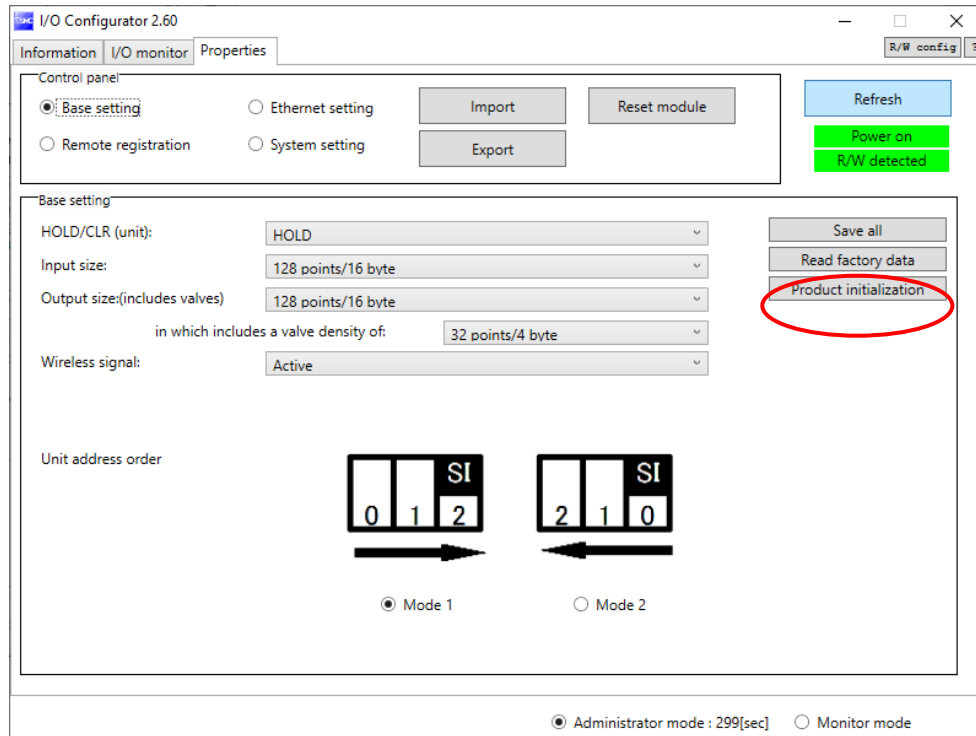 SMC I/O Configurator 2.60
Information I/O monitor Properties R/W config ?
Control panel
Base setting Ethernet setting Import Reset module Refresh
Remote registration System setting Export Power on
R/W detected
Base setting
HOLD/CLR (unit): HOLD Save all
Input size: 128 points/16 byte Read factory data
Output size:(includes valves) 128 points/16 byte Product initialization
in which includes a valve density of: 32 points/4 byte
Wireless signal: Active
Unit address order
SI SI
0 1 2 2 1 0
Mode 1 Mode 2
Administrator mode : 299[sec] Monitor mode